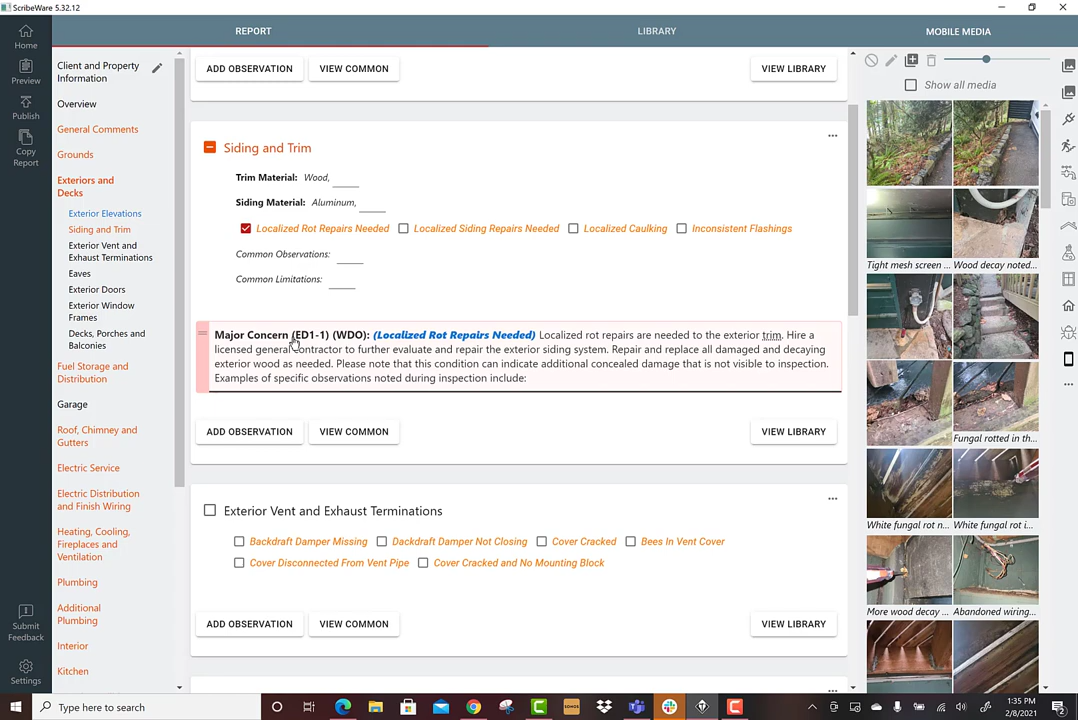 ScribeWare 5.32.12
Home
Preview
Publish
Copy
Report
Submit
Feedback
Settings
Client and Property
Information
Overview
General Comments
Grounds
Exteriors and
Decks
Exterior Elevations
Siding and Trim
Exterior Vent and
Exhaust Terminations
Eaves
Exterior Doors
Exterior Window
Frames
Decks, Porches and
Balconies
Fuel Storage and
Distribution
Garage
Roof, Chimney and
Gutters
Electric Service
Electric Distribution
and Finish Wiring
Heating, Cooling,
Fireplaces and
Ventilation
Plumbing
Additional
Plumbing
Interior
Kitchen
REPORT LIBRARY MOBILE MEDIA
ADD OBSERVATION VIEW COMMON VIEW LIBRARY
Siding and Trim
Trim Material: Wood,
Siding Material: Aluminum,
Localized Rot Repairs Needed Localized Siding Repairs Needed Localized Caulking Inconsistent Flashings
Common Observations:
Common Limitations:
Major Concern (ED1-1) (WDO): (Localized Rot Repairs Needed) Localized rot repairs are needed to the exterior trim. Hire a
licensed general contractor to further evaluate and repair the exterior siding system. Repair and replace all damaged and decaying
exterior wood as needed. Please note that this condition can indicate additional concealed damage that is not visible to inspection.
Examples of specific observations noted during inspection include:
ADD OBSERVATION VIEW COMMON VIEW LIBRARY
Exterior Vent and Exhaust Terminations
Backdraft Damper Missing Dackdraft Damper Not Closing Cover Cracked Bees In Vent Cover
Cover Disconnected From Vent Pipe Cover Cracked and No Mounting Block
ADD OBSERVATION VIEW COMMON VIEW LIBRARY
Show all media
Tight mesh screen ... Wood decay noted...
Fungal rotted in th...
White fungal rot n... White fungal rot i...
More wood decay ... Abandoned wiring...
Type here to search
SONOS
1:35 PM
2/8/2021
2